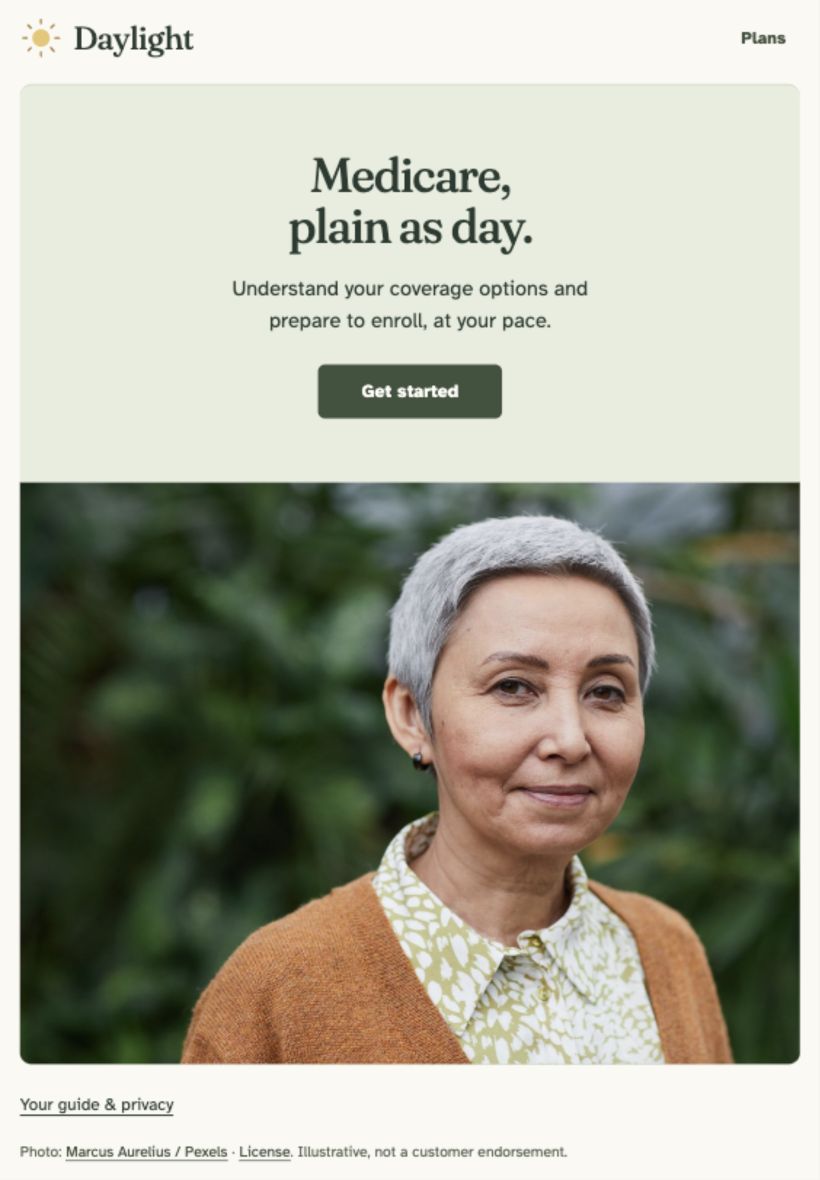 Daylight
Plans
Medicare,
plain as day.
Understand your coverage options and
prepare to enroll, at your pace.
Get started
Your guide & privacy
Photo: Marcus Aurelius / Pexels · License. Illustrative, not a customer endorsement.